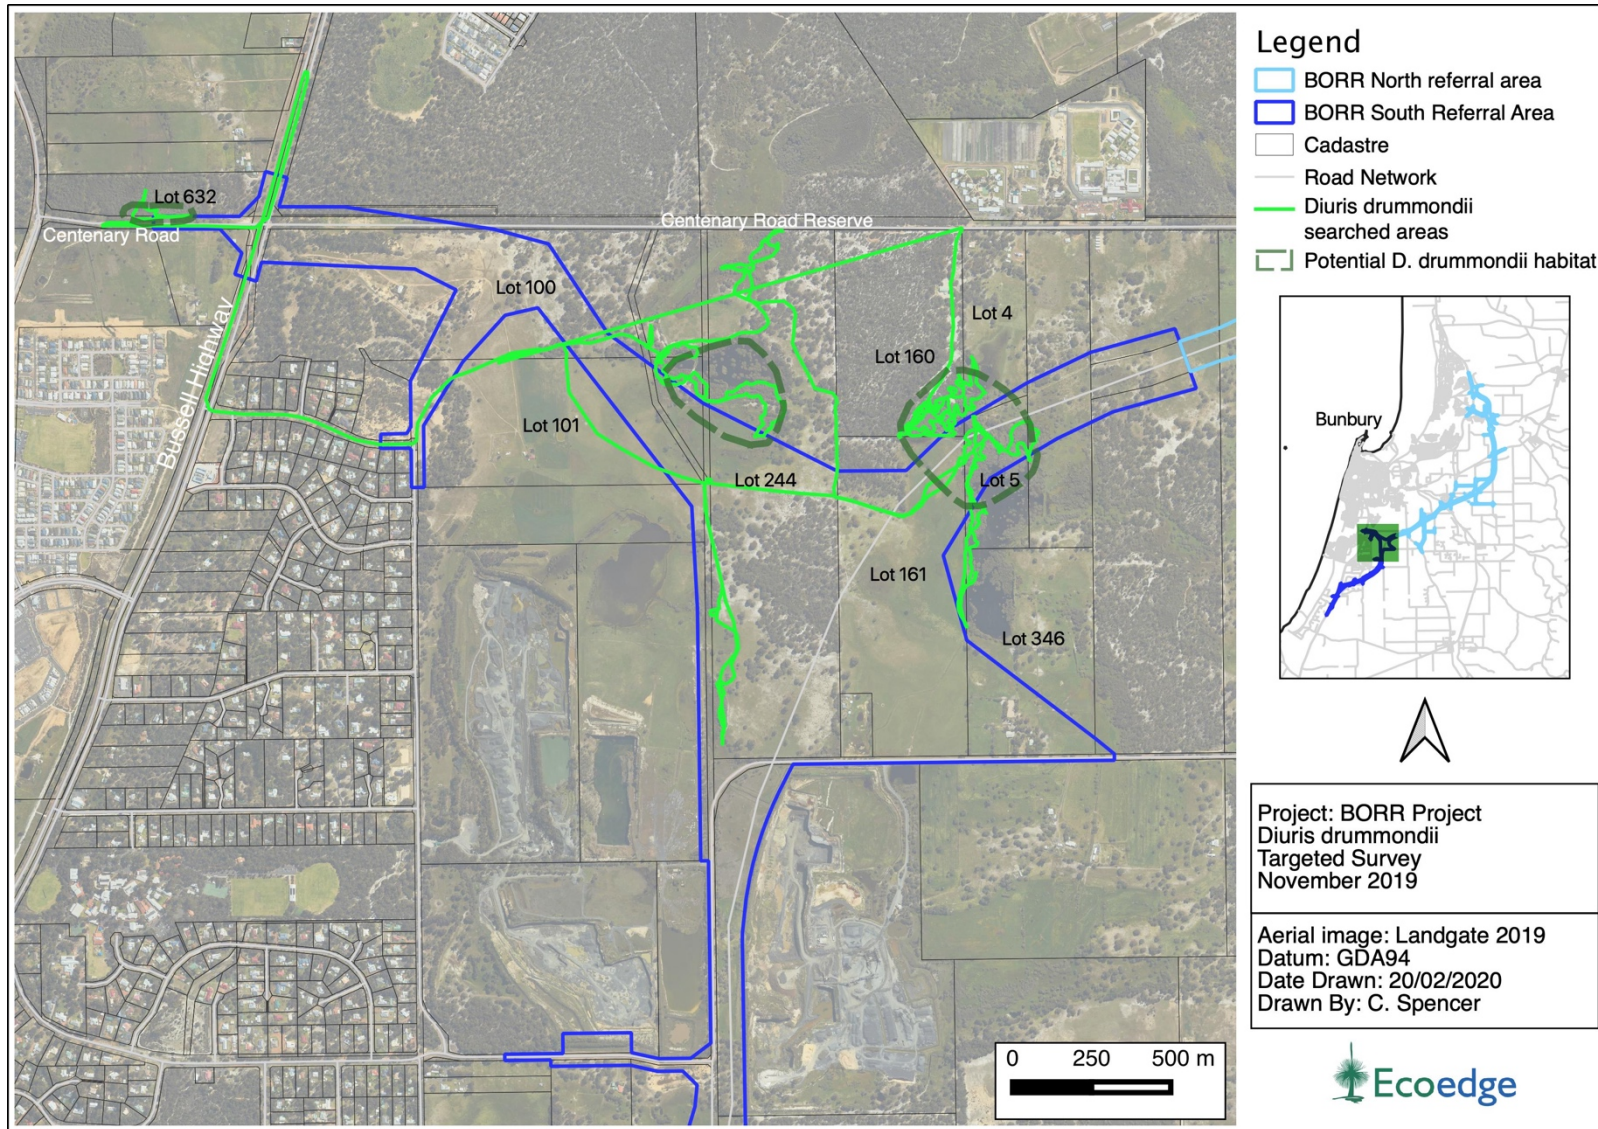 Legend
BORR North referral area
BORR South Referral Area
Cadastre
Road Network
Diuris drummondii
searched areas
Potential D. drummondii habitat
Lot 632
Centenary Road
Centenary Road Reserve
Bussell Highway
Lot 100
Lot 4
Lot 160
Lot 101
Lot 244
Lot 5
Lot 161
Lot 346
Bunbury
0 250 500 m
Project: BORR Project
Diuris drummondii
Targeted Survey
November 2019
Aerial image: Landgate 2019
Datum: GDA94
Date Drawn: 20/02/2020
Drawn By: C. Spencer
Ecoedge